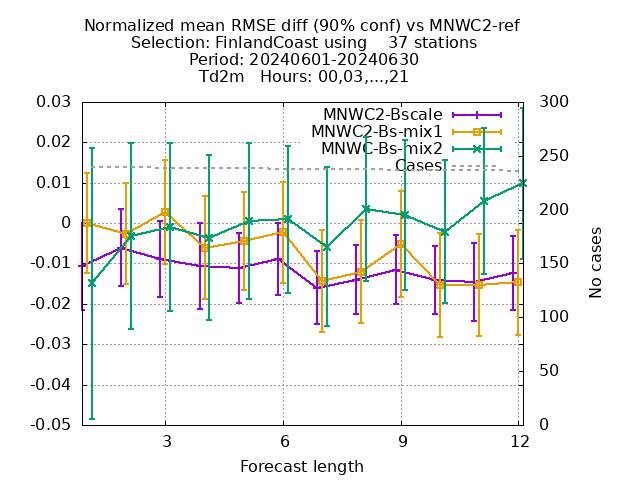 Normalized mean RMSE diff (90% conf) vs MNWC2-ref
Selection: FinlandCoast using    37 stations
Period: 20240601-20240630
Td2m   Hours: 00,03,...,21
MNWC2-Bscale
MNWC2-Bs-mix1
MNWC-Bs-mix2
Cases
0.03
0.02
0.01
0
-0.01
-0.02
-0.03
-0.04
-0.05
300
250
200
150
100
50
0
No cases
3 6 9 12
Forecast length